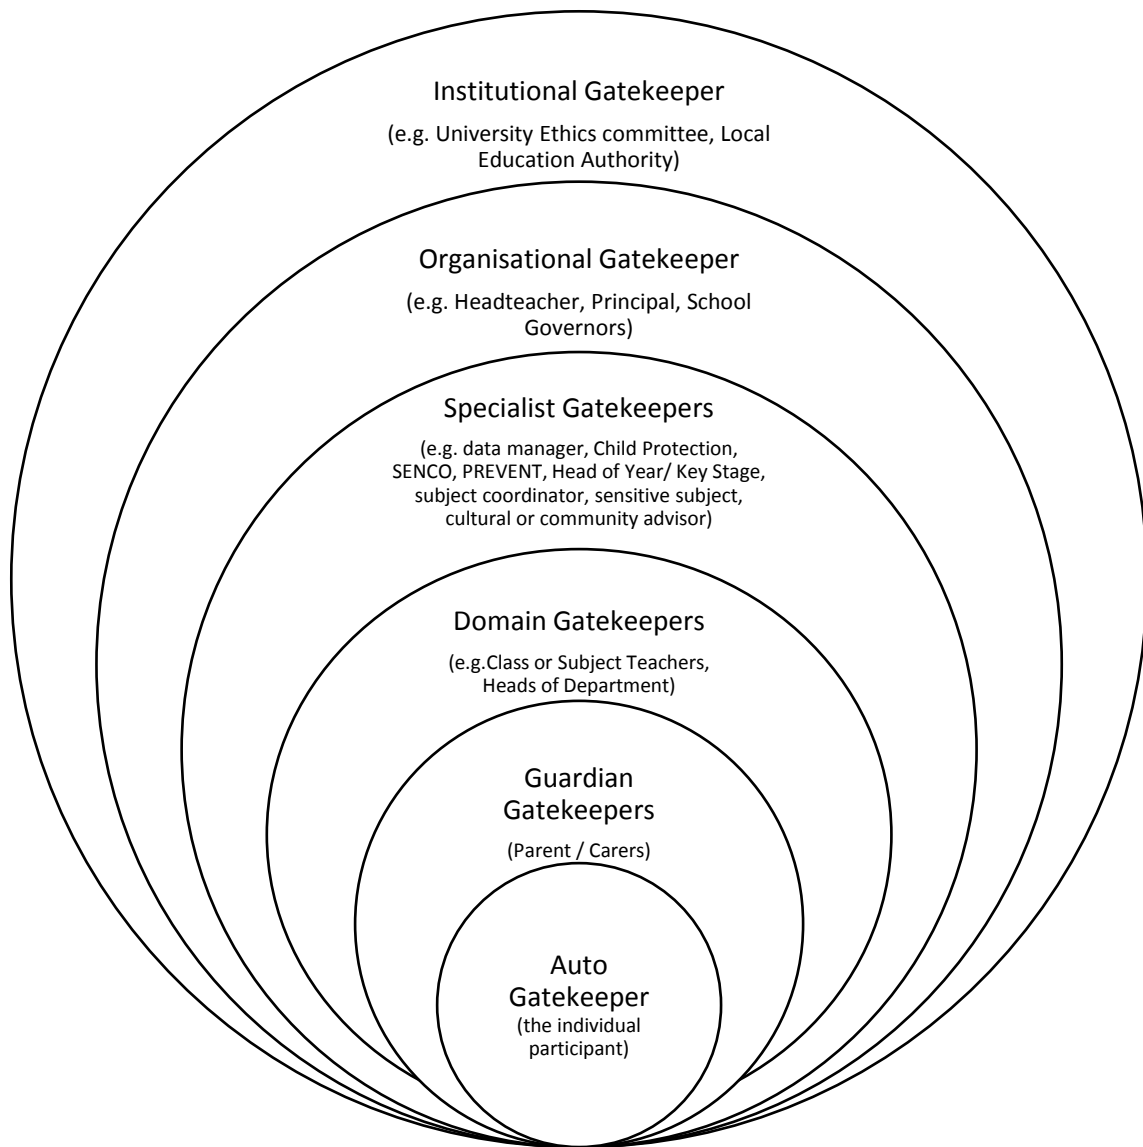 Institutional Gatekeeper
(e.g. University Ethics committee, Local
Education Authority)
Organisational Gatekeeper
(e.g. Headteacher, Principal, School
Governors)
Specialist Gatekeepers
(e.g. data manager, Child Protection,
SENCO, PREVENT, Head of Year/ Key Stage,
subject coordinator, sensitive subject,
cultural or community advisor)
Domain Gatekeepers
(e.g.Class or Subject Teachers,
Heads of Department)
Guardian
Gatekeepers
(Parent / Carers)
Auto
Gatekeeper
(the individual
participant)